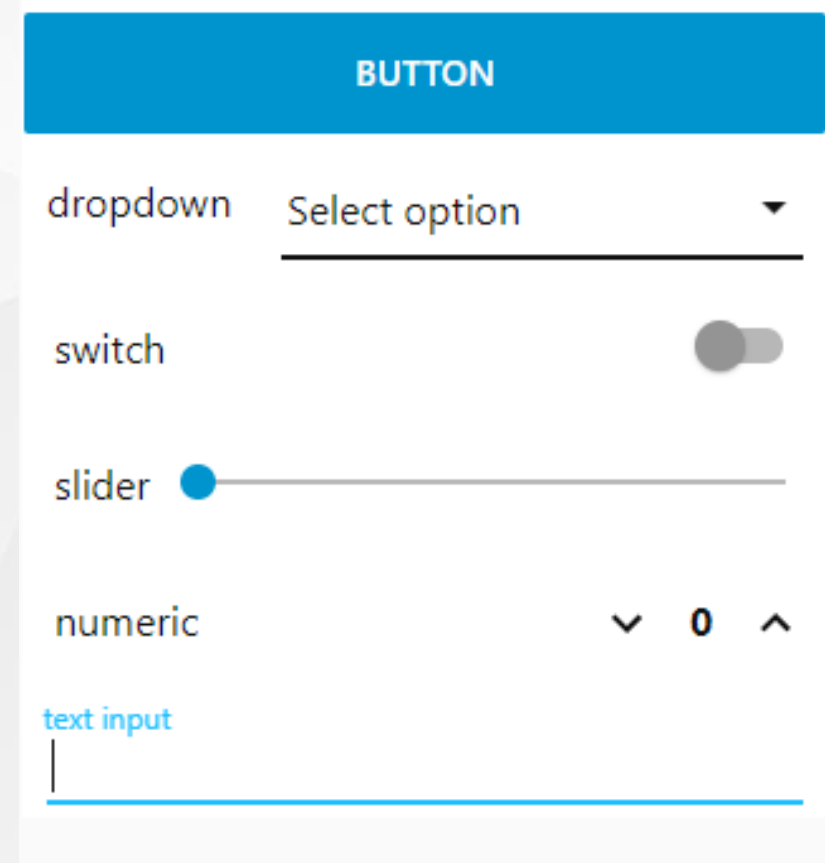 BUTTON
dropdown Select option
switch
slider
numeric 0
text input